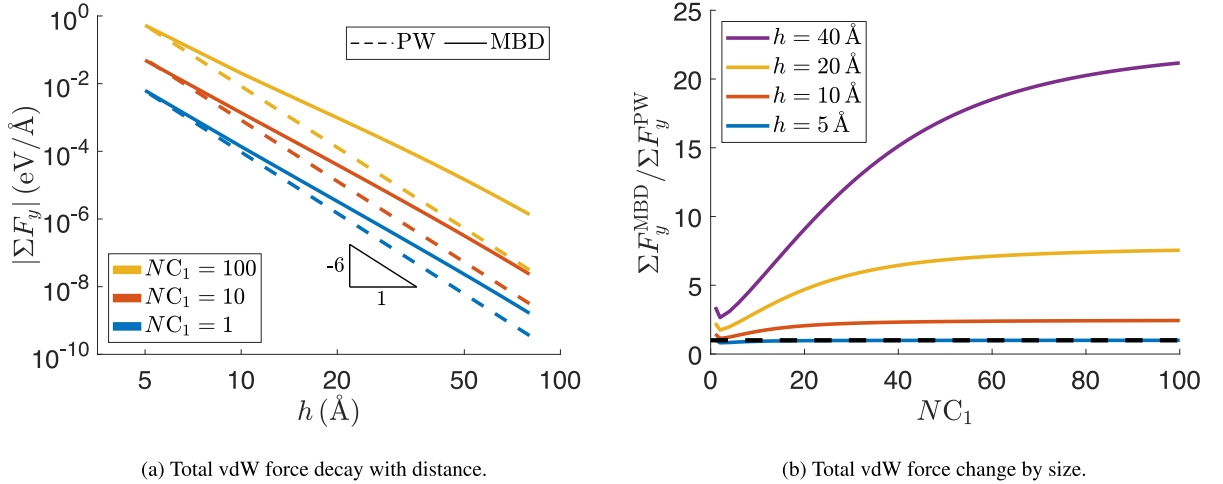 10^0
10^-2
10^-4
10^-6
10^-8
10^-10
|ΣF_y| (eV/Å)
PW MBD
-6
1
NC_1 = 100
NC_1 = 10
NC_1 = 1
5 10 20 50 100
h (Å)
(a) Total vdW force decay with distance.
25
20
15
10
5
0
ΣF_y^MBD/ΣF_y^PW
h = 40 Å
h = 20 Å
h = 10 Å
h = 5 Å
0 20 40 60 80 100
NC_1
(b) Total vdW force change by size.